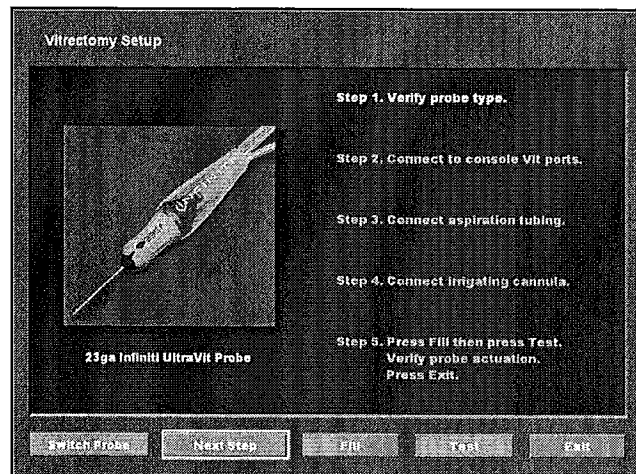 Vitrectomy Setup
Step 1. Verify probe type.
Step 2. Connect to console Vit ports.
Step 3. Connect aspiration tubing.
Step 4. Connect irrigating cannula.
Step 5. Press Fill then press Test.
Verify probe actuation.
Press Exit.
23ga Infiniti UltraVit Probe
Switch Probe
Next Step
Fill
Test
Exit